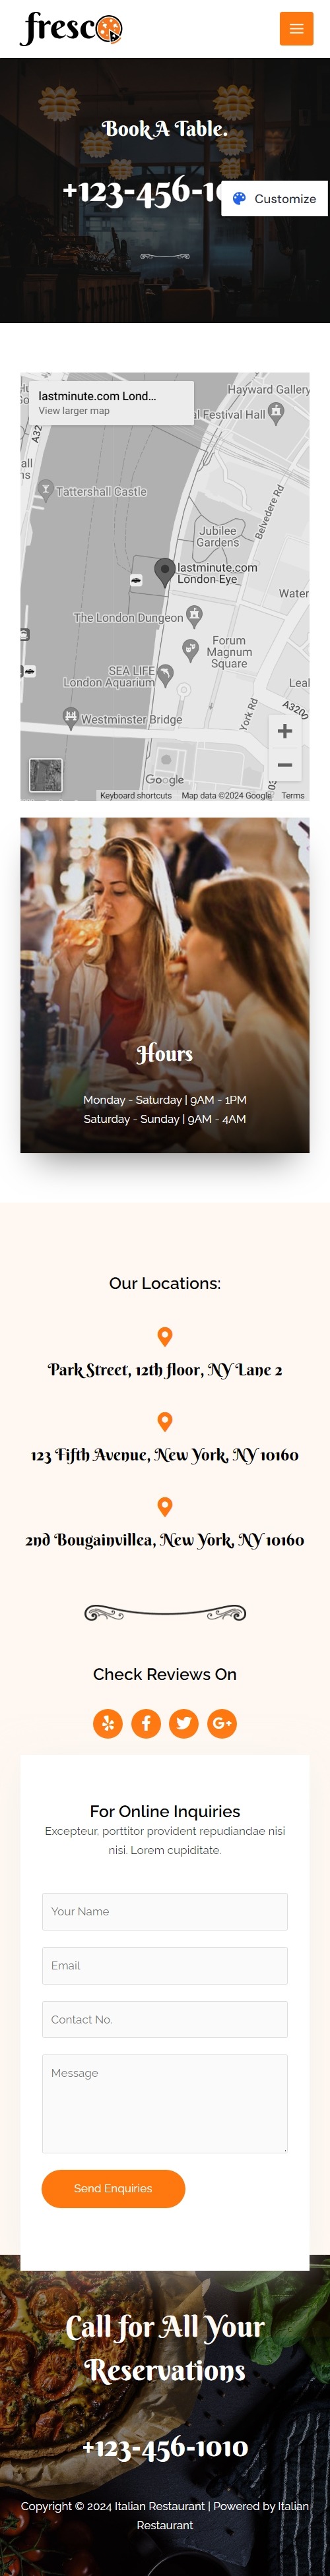 fresco
Book A Table.
+123-456-10
Customize
lastminute.com Lond...
View larger map
Hayward Gallery
al Festival Hall
A32
all
ns
Tattershall Castle
Belvedere Rd
Jubilee
Gardens
lastminute.com
London Eye
Water
The London Dungeon
Forum
Magnum
Square
SEA LIFE
London Aquarium
Leal
York Rd
A3200
Westminster Bridge
+
−
Google
Keyboard shortcuts Map data ©2024 Google Terms
Hours
Monday - Saturday | 9AM - 1PM
Saturday - Sunday | 9AM - 4AM
Our Locations:
Park Street, 12th floor, NY Lane 2
123 Fifth Avenue, New York, NY 10160
2nd Bougainvillea, New York, NY 10160
Check Reviews On
G+
For Online Inquiries
Excepteur, porttitor provident repudiandae nisi
nisi. Lorem cupiditate.
Your Name
Email
Contact No.
Message
Send Enquiries
Call for All Your
Reservations
+123-456-1010
Copyright © 2024 Italian Restaurant | Powered by Italian
Restaurant